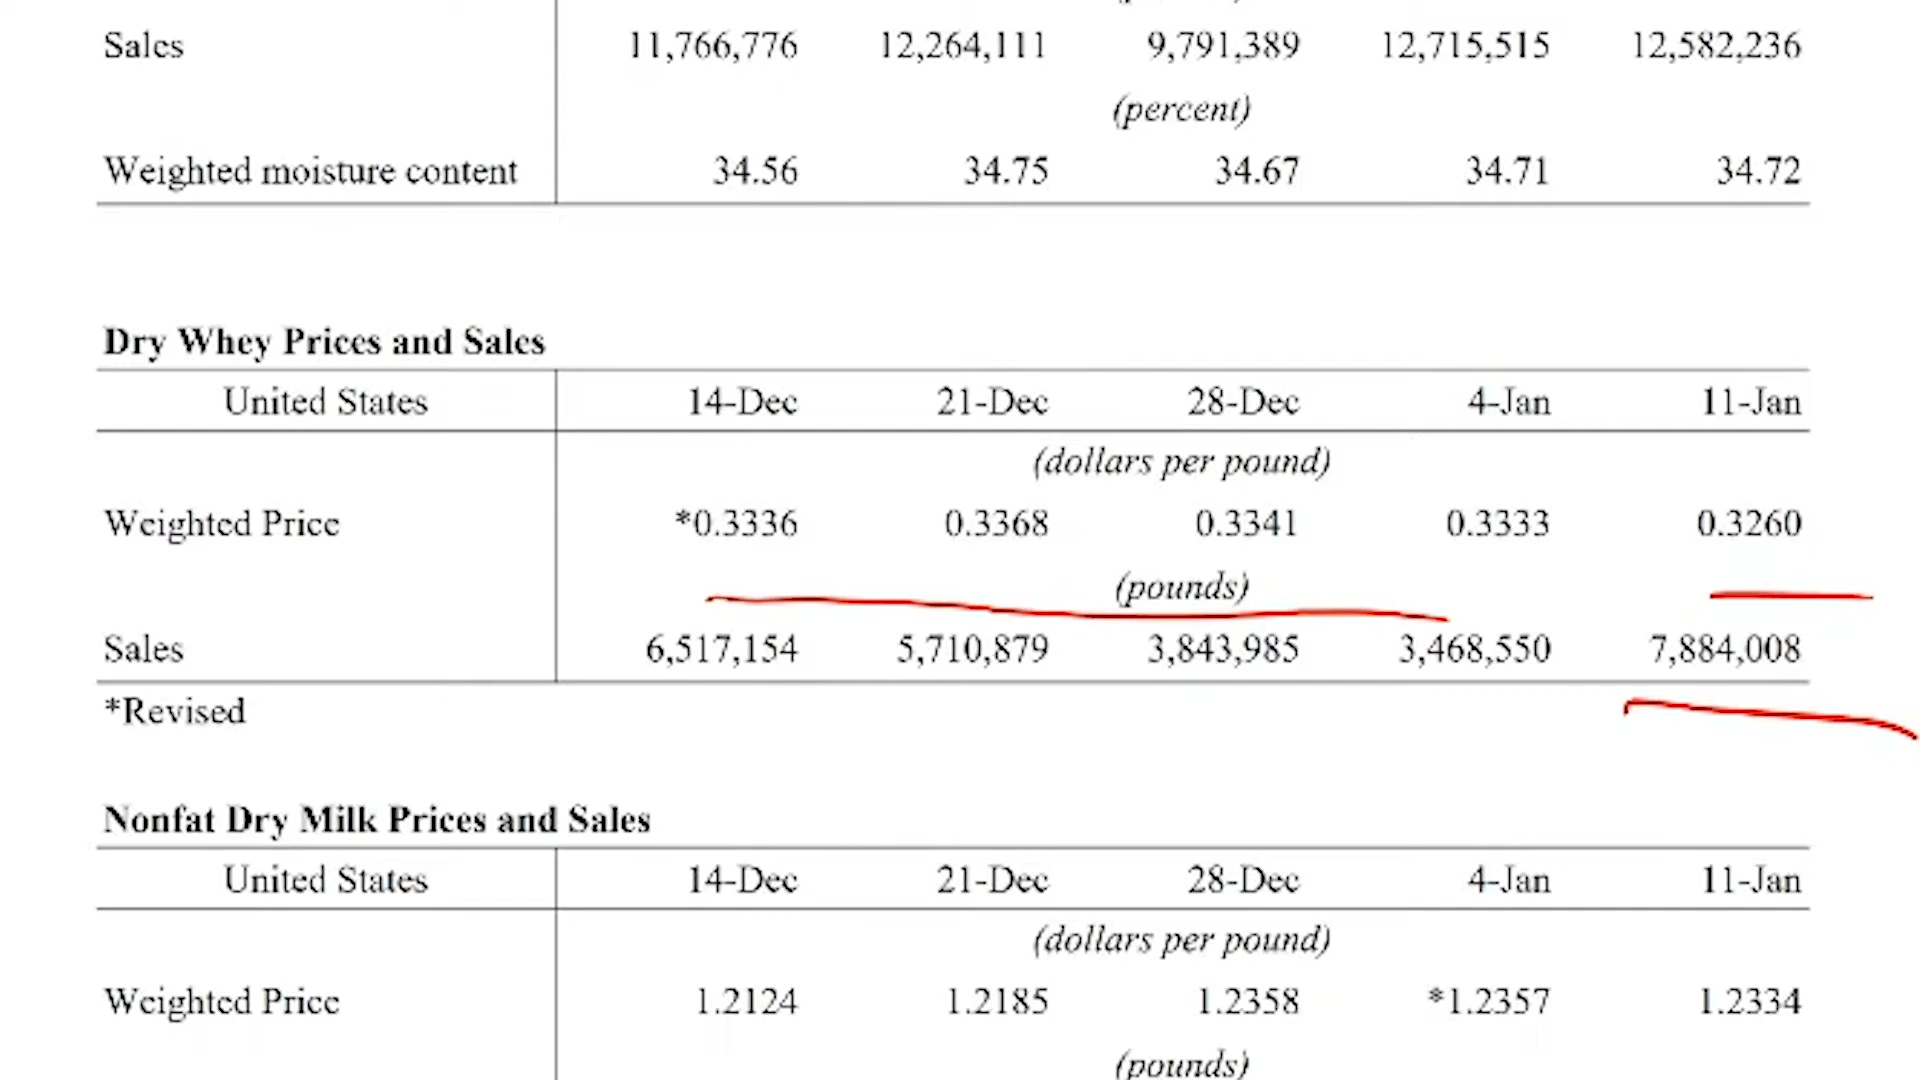 Sales 11,766,776 12,264,111 9,791,389 12,715,515 12,582,236
(percent)
Weighted moisture content 34.56 34.75 34.67 34.71 34.72
Dry Whey Prices and Sales
United States 14-Dec 21-Dec 28-Dec 4-Jan 11-Jan
(dollars per pound)
Weighted Price *0.3336 0.3368 0.3341 0.3333 0.3260
(pounds)
Sales 6,517,154 5,710,879 3,843,985 3,468,550 7,884,008
*Revised
Nonfat Dry Milk Prices and Sales
United States 14-Dec 21-Dec 28-Dec 4-Jan 11-Jan
(dollars per pound)
Weighted Price 1.2124 1.2185 1.2358 *1.2357 1.2334
(pounds)